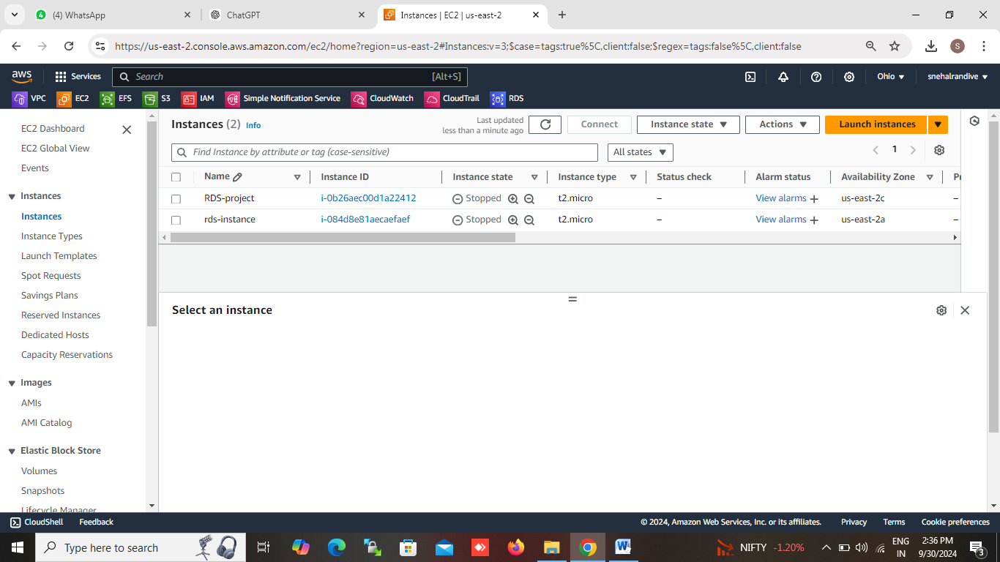 4
(4) WhatsApp
ChatGPT
Instances | EC2 | us-east-2
https://us-east-2.console.aws.amazon.com/ec2/home?region=us-east-2#Instances:v=3;$case=tags:true%5C,client:false;$regex=tags:false%5C,client:false
S
aws
Services
Search
[Alt+S]
Ohio
snehalrandive
VPC EC2 EFS S3 IAM Simple Notification Service CloudWatch CloudTrail RDS
EC2 Dashboard
EC2 Global View
Events
Instances
Instances
Instance Types
Launch Templates
Spot Requests
Savings Plans
Reserved Instances
Dedicated Hosts
Capacity Reservations
Images
AMIs
AMI Catalog
Elastic Block Store
Volumes
Snapshots
Lifecycle Manager
Instances (2) Info
Last updated
less than a minute ago
Connect
Instance state
Actions
Launch instances
Find Instance by attribute or tag (case-sensitive)
All states
1
Name Instance ID Instance state Instance type Status check Alarm status Availability Zone
RDS-project i-0b26aec00d1a22412 Stopped t2.micro – View alarms + us-east-2c –
rds-instance i-084d8e81aecaefaef Stopped t2.micro – View alarms + us-east-2a –
Select an instance
CloudShell Feedback
© 2024, Amazon Web Services, Inc. or its affiliates. Privacy Terms Cookie preferences
Type here to search
NIFTY -1.20%
ENG
IN
2:36 PM
9/30/2024
3